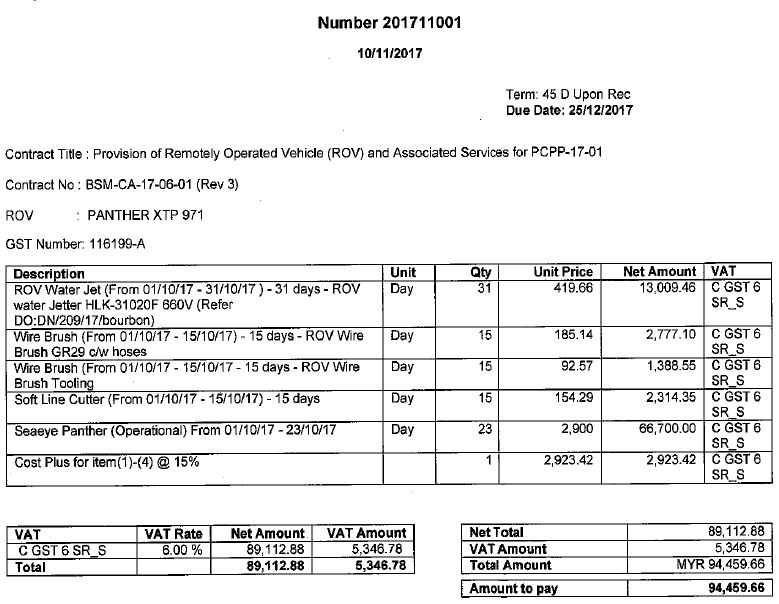 Number 201711001
10/11/2017
Term: 45 D Upon Rec
Due Date: 25/12/2017
Contract Title : Provision of Remotely Operated Vehicle (ROV) and Associated Services for PCPP-17-01
Contract No : BSM-CA-17-06-01 (Rev 3)
ROV : PANTHER XTP 971
GST Number: 116199-A
Description Unit Qty Unit Price Net Amount VAT
ROV Water Jet (From 01/10/17 - 31/10/17 ) - 31 days - ROV Day 31 419.66 13,009.46 C GST 6
water Jetter HLK-31020F 660V (Refer SR_S
DO:DN/209/17/bourbon)
Wire Brush (From 01/10/17 - 15/10/17) - 15 days - ROV Wire Day 15 185.14 2,777.10 C GST 6
Brush GR29 c/w hoses SR_S
Wire Brush (From 01/10/17 - 15/10/17 - 15 days - ROV Wire Day 15 92.57 1,388.55 C GST 6
Brush Tooling SR_S
Soft Line Cutter (From 01/10/17 - 15/10/17) - 15 days Day 15 154.29 2,314.35 C GST 6
SR_S
Seaeye Panther (Operational) From 01/10/17 - 23/10/17 Day 23 2,900 66,700.00 C GST 6
SR_S
Cost Plus for item(1)-(4) @ 15% 1 2,923.42 2,923.42 C GST 6
SR_S
VAT VAT Rate Net Amount VAT Amount
C GST 6 SR_S 6.00 % 89,112.88 5,346.78
Total 89,112.88 5,346.78
Net Total 89,112.88
VAT Amount 5,346.78
Total Amount MYR 94,459.66
Amount to pay 94,459.66